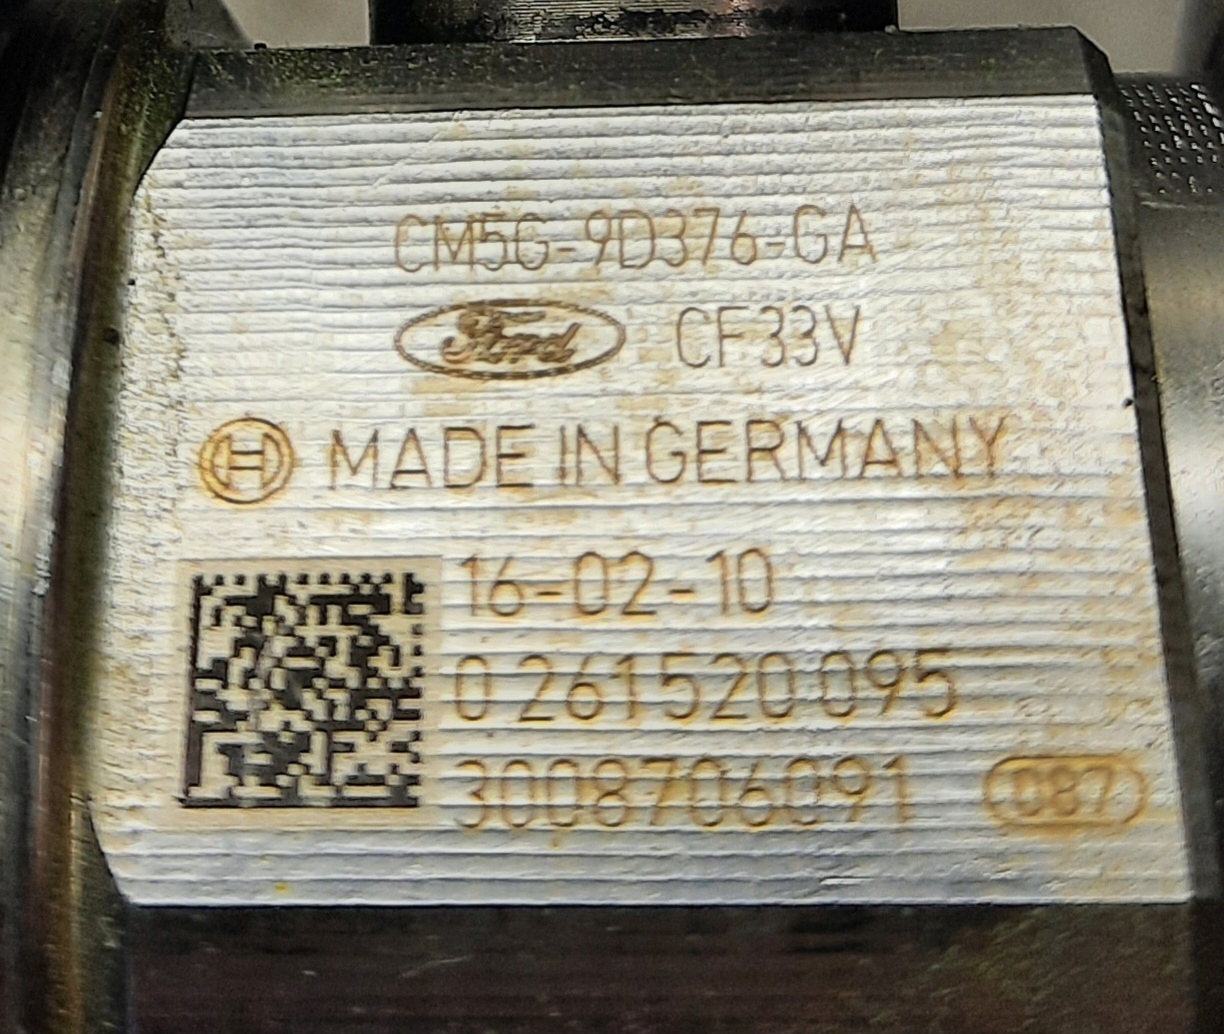 CM5G-9D376-GA
Ford CF33V
MADE IN GERMANY
16-02-10
0 261 520 095
3008706091 087